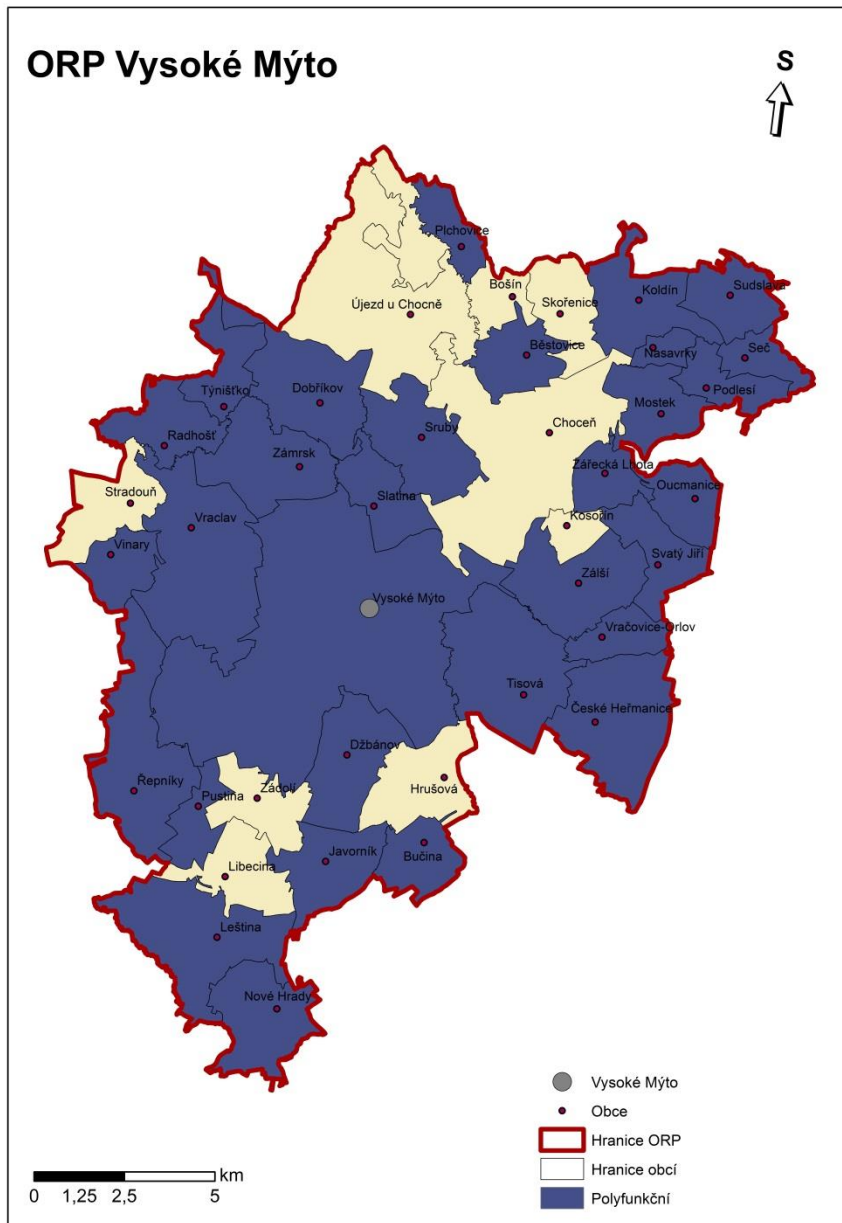 ORP Vysoké Mýto
S
Plchovice
Bošín
Koldín
Sudslava
Újezd u Chocně
Skořenice
Běstovice
Nasavrky
Seč
Týnišťko
Dobříkov
Podlesí
Mostek
Radhošť
Sruby
Choceň
Zámrsk
Zářecká Lhota
Stradouň
Slatina
Oucmanice
Vraclav
Kosořín
Vinary
Svatý Jiří
Zálší
Vysoké Mýto
Vračovice-Orlov
Tisová
České Heřmanice
Džbánov
Řepníky
Pustina
Zádolí
Hrušová
Libecina
Javorník
Bučina
Leština
Nové Hrady
Vysoké Mýto
Obce
Hranice ORP
Hranice obcí
Polyfunkční
km
0 1,25 2,5 5